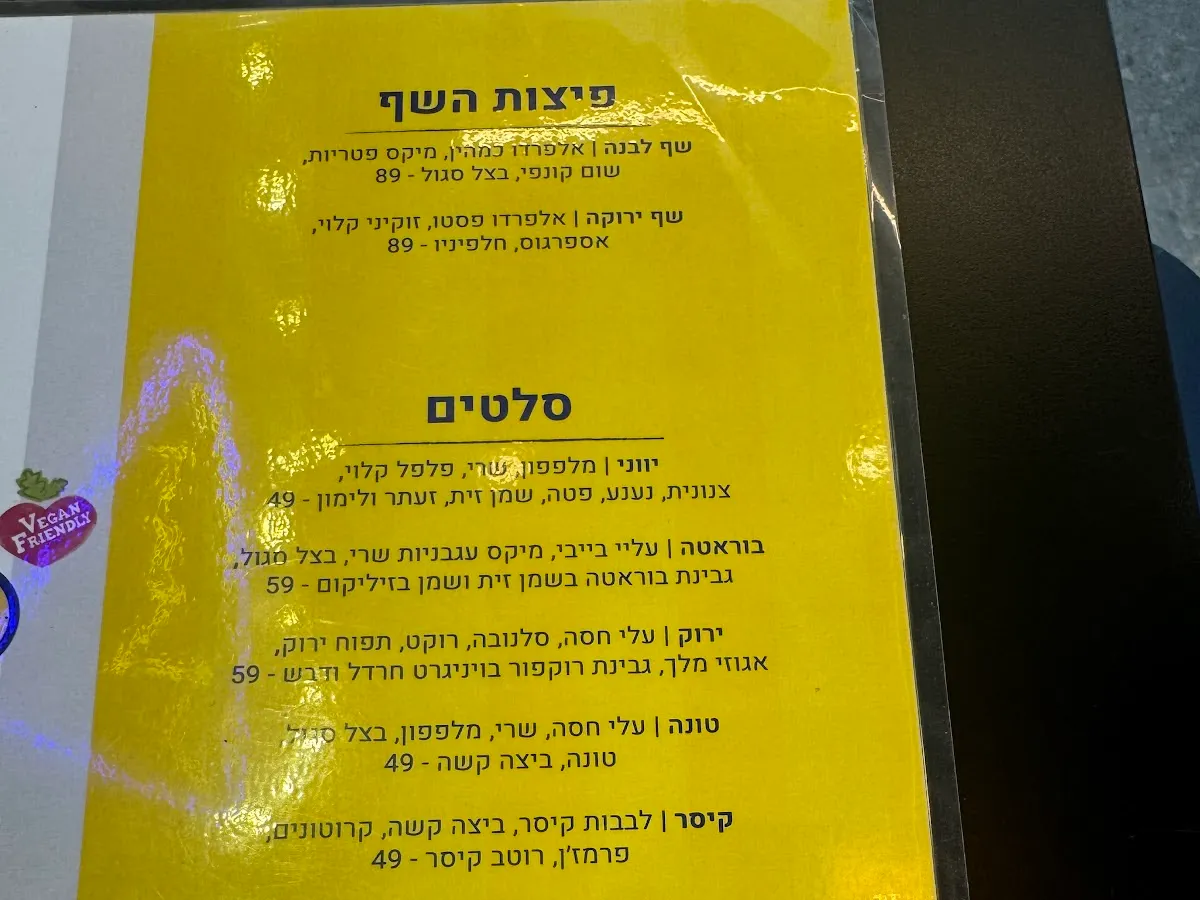 פיצות השף
שף לבנה | אלפרדו כמהין, מיקס פטריות,
שום קונפי, בצל סגול - 89
שף ירוקה | אלפרדו פסטו, זוקיני קלוי,
אספרגוס, חלפיניו - 89
סלטים
יווני | מלפפון, שרי, פלפל קלוי,
צנונית, נענע, פטה, שמן זית, זעתר ולימון - 49
בוראטה | עליי בייבי, מיקס עגבניות שרי, בצל סגול,
גבינת בוראטה בשמן זית ושמן בזיליקום - 59
ירוק | עלי חסה, סלנובה, רוקט, תפוח ירוק,
אגוזי מלך, גבינת רוקפור בויניגרט חרדל ודבש - 59
טונה | עלי חסה, שרי, מלפפון, בצל סגול,
טונה, ביצה קשה - 49
קיסר | לבבות קיסר, ביצה קשה, קרוטונים,
פרמז'ן, רוטב קיסר - 49
VEGAN
FRIENDLY